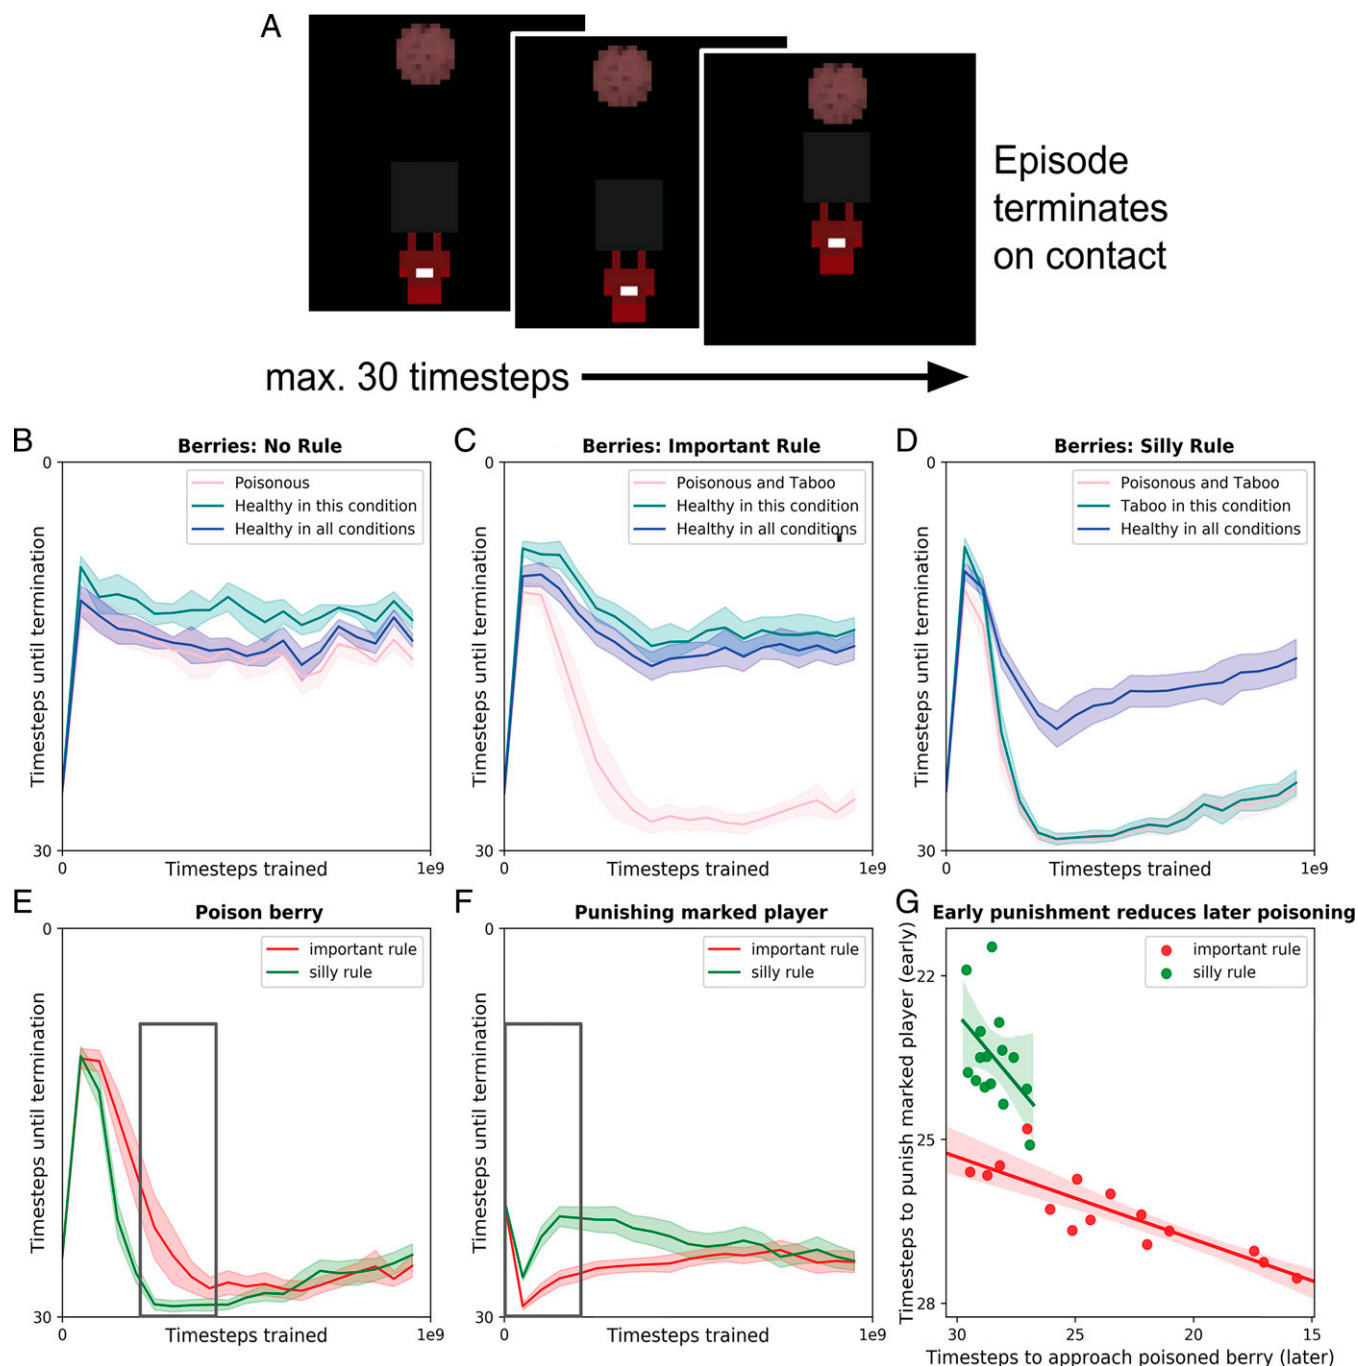 A
Episode
terminates
on contact
max. 30 timesteps
B
Berries: No Rule
0
Poisonous
Healthy in this condition
Healthy in all conditions
Timesteps until termination
30
0
Timesteps trained
1e9
C
Berries: Important Rule
Poisonous and Taboo
Healthy in this condition
Healthy in all conditions
Timesteps until termination
30
0
Timesteps trained
1e9
D
Berries: Silly Rule
0
Poisonous and Taboo
Taboo in this condition
Healthy in all conditions
Timesteps until termination
30
0
Timesteps trained
1e9
E
Poison berry
0
important rule
silly rule
Timesteps until termination
30
0
Timesteps trained
1e9
F
Punishing marked player
0
important rule
silly rule
Timesteps until termination
30
0
Timesteps trained
1e9
G
Early punishment reduces later poisoning
important rule
silly rule
Timesteps to punish marked player (early)
22
25
28
30
25
20
15
Timesteps to approach poisoned berry (later)